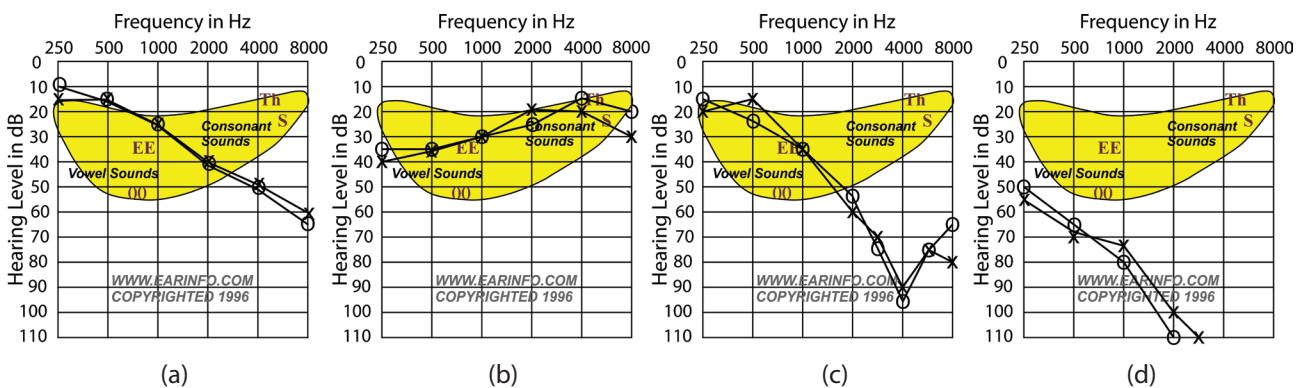 Frequency in Hz
250 500 1000 2000 4000 8000
Hearing Level in dB
0
10
20
30
40
50
60
70
80
90
100
110
Th
S
Consonant
Sounds
EE
Vowel Sounds
OO
WWW.EARINFO.COM
COPYRIGHTED 1996
(a)
Frequency in Hz
250 500 1000 2000 4000 8000
Hearing Level in dB
0
10
20
30
40
50
60
70
80
90
100
110
Th
S
Consonant
Sounds
EE
Vowel Sounds
OO
WWW.EARINFO.COM
COPYRIGHTED 1996
(b)
Frequency in Hz
250 500 1000 2000 4000 8000
Hearing Level in dB
0
10
20
30
40
50
60
70
80
90
100
110
Th
S
Consonant
Sounds
EE
Vowel Sounds
OO
WWW.EARINFO.COM
COPYRIGHTED 1996
(c)
Frequency in Hz
250 500 1000 2000 4000 8000
Hearing Level in dB
0
10
20
30
40
50
60
70
80
90
100
110
Th
S
Consonant
Sounds
EE
Vowel Sounds
OO
WWW.EARINFO.COM
COPYRIGHTED 1996
(d)